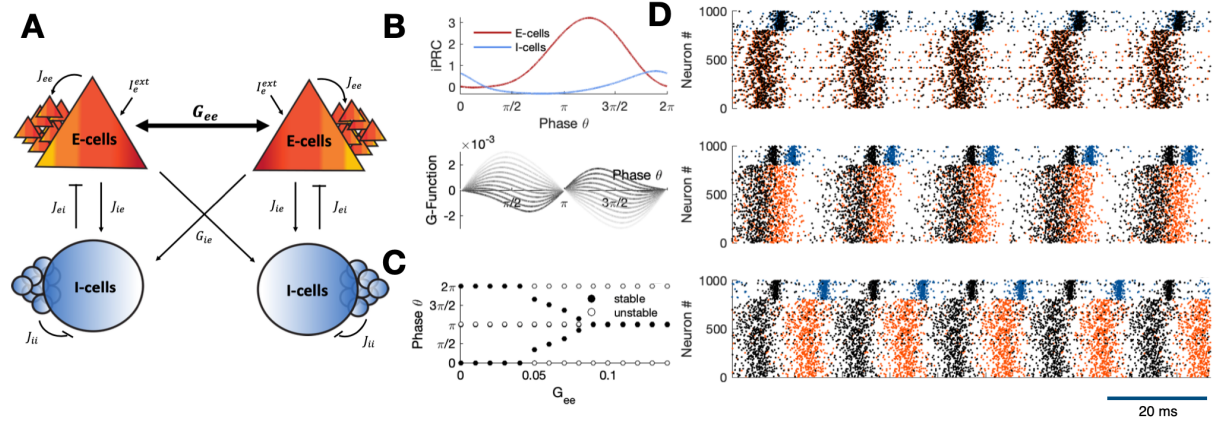 A
J_ee
I_e^ext
I_e^ext
J_ee
G_ee
E-cells
E-cells
J_ei
J_ie
J_ie
J_ei
G_ie
I-cells
I-cells
J_ii
J_ii
B
iPRC
3
2
1
0
E-cells
I-cells
0
π/2
π
3π/2
2π
Phase θ
×10⁻³
G-Function
2
0
-2
Phase θ
π/2
π
3π/2
C
Phase θ
2π
3π/2
π
π/2
0
stable
unstable
0
0.05
0.1
G_ee
D
Neuron #
1000
500
0
Neuron #
1000
500
0
Neuron #
1000
500
0
20 ms